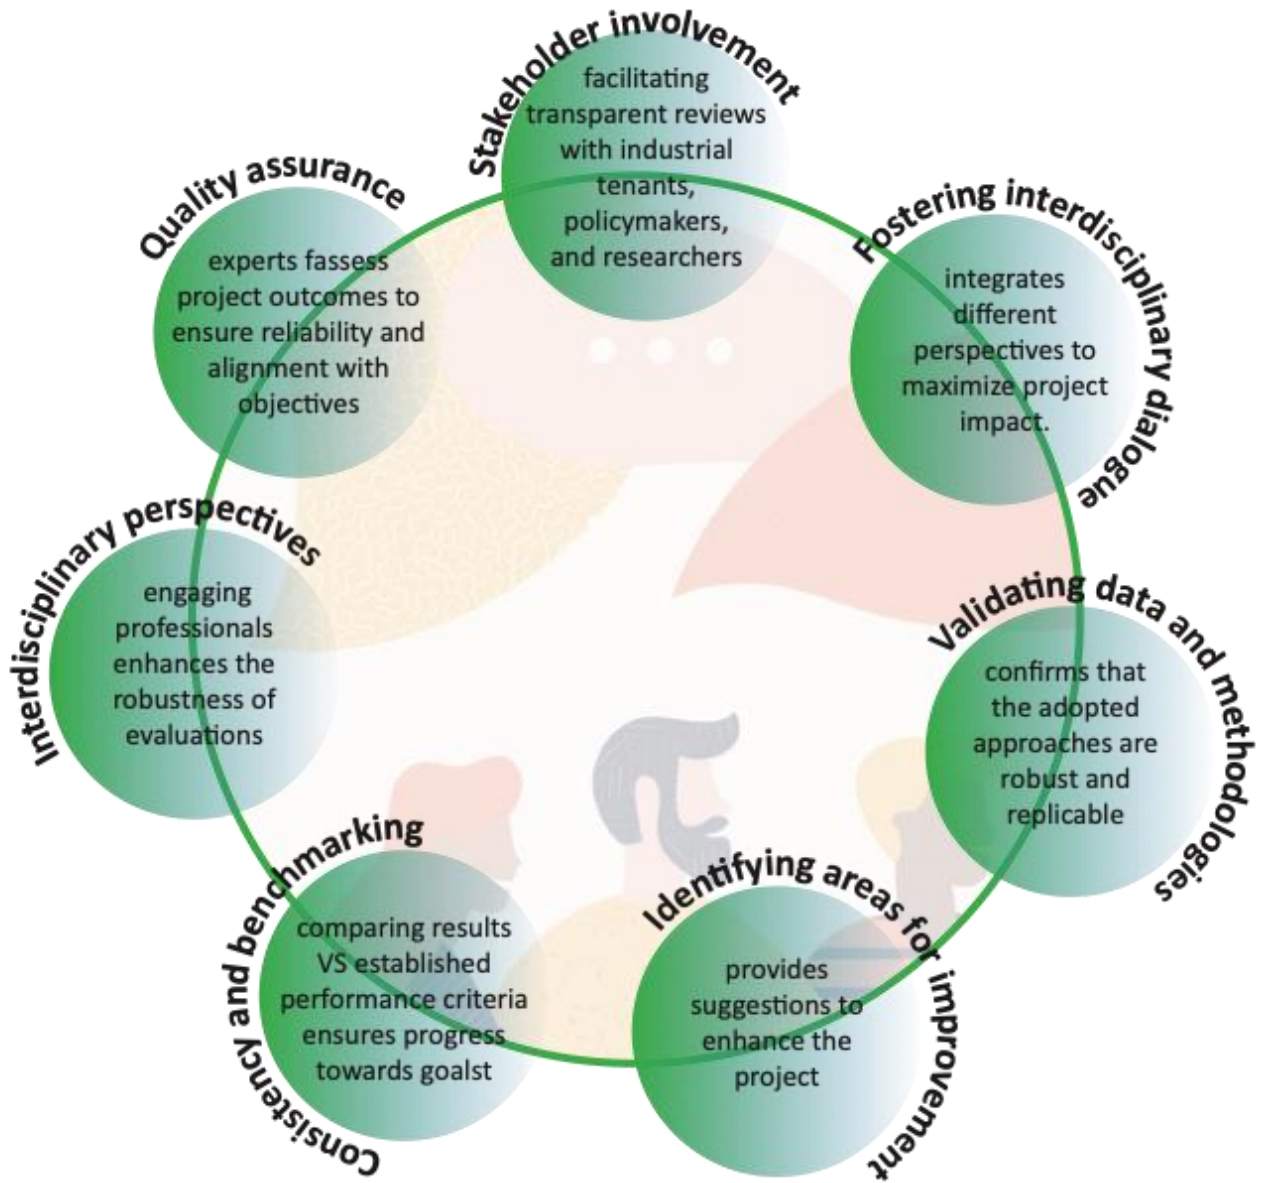 Stakeholder involvement
facilitating
transparent reviews
with industrial
tenants,
policymakers,
and researchers
Fostering interdisciplinary dialogue
integrates
different
perspectives to
maximize project
impact.
Validating data and methodologies
confirms that
the adopted
approaches are
robust and
replicable
Identifying areas for improvement
provides
suggestions to
enhance the
project
Consistency and benchmarking
comparing results
VS established
performance criteria
ensures progress
towards goalst
Interdisciplinary perspectives
engaging
professionals
enhances the
robustness of
evaluations
Quality assurance
experts fassess
project outcomes to
ensure reliability and
alignment with
objectives